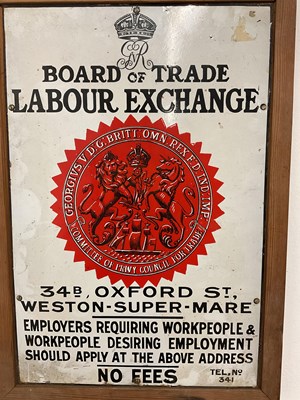 GR
BOARD OF TRADE
LABOUR EXCHANGE
GEORGIVS V D.G. BRITT. OMN. REX F.D. IND. IMP.
COMMITTEE OF PRIVY COUNCIL FOR TRADE
34B, OXFORD ST,
WESTON-SUPER-MARE
EMPLOYERS REQUIRING WORKPEOPLE &
WORKPEOPLE DESIRING EMPLOYMENT
SHOULD APPLY AT THE ABOVE ADDRESS
NO FEES
TEL. NO
341